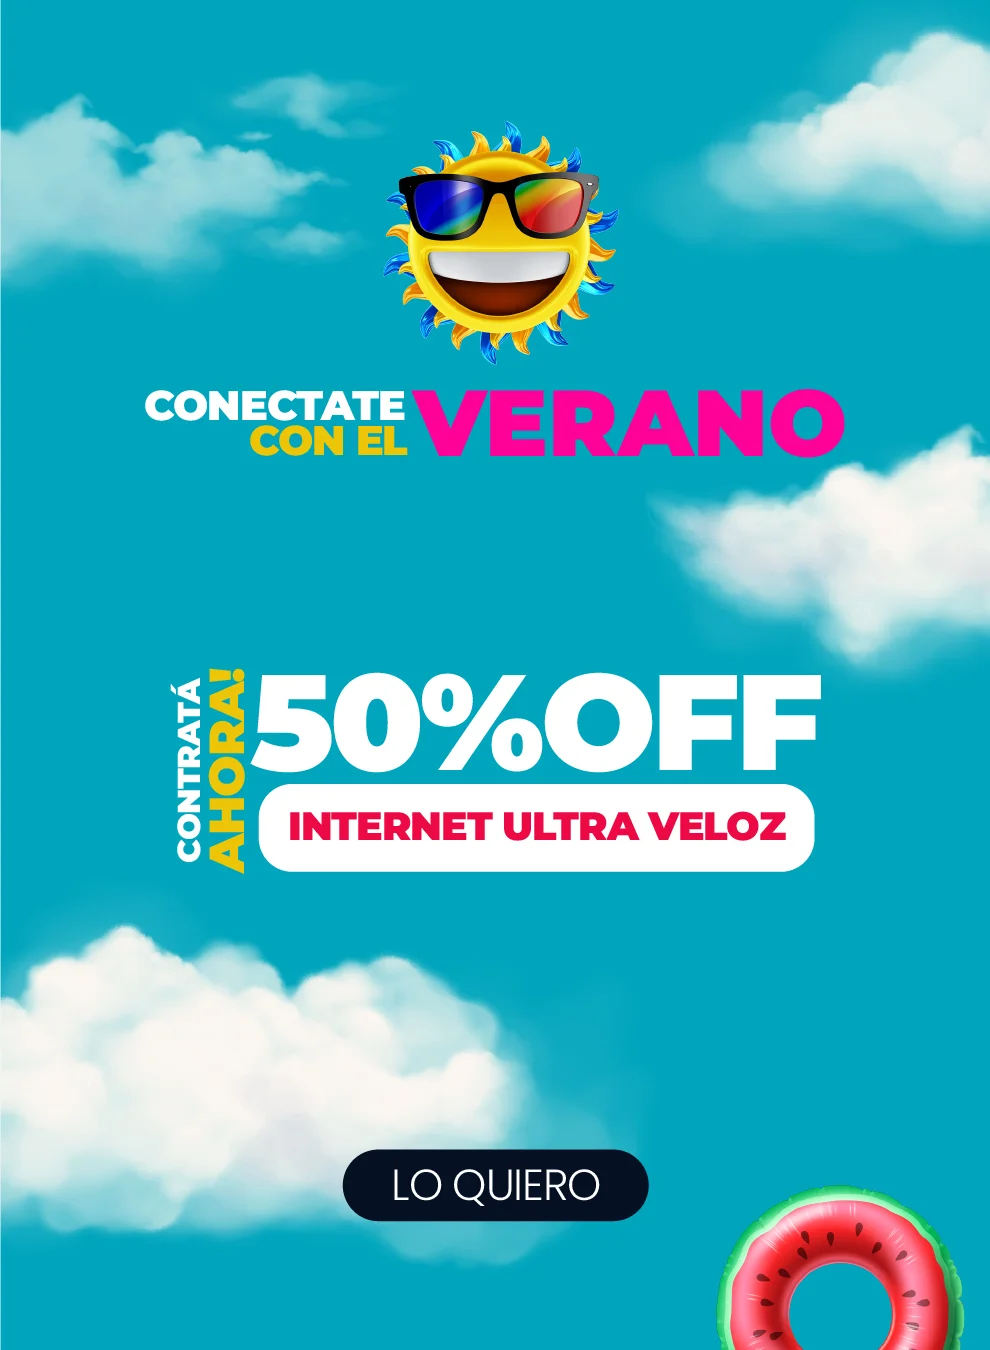 CONECTATE
CON EL
VERANO
CONTRATÁ
AHORA!
50%OFF
INTERNET ULTRA VELOZ
LO QUIERO